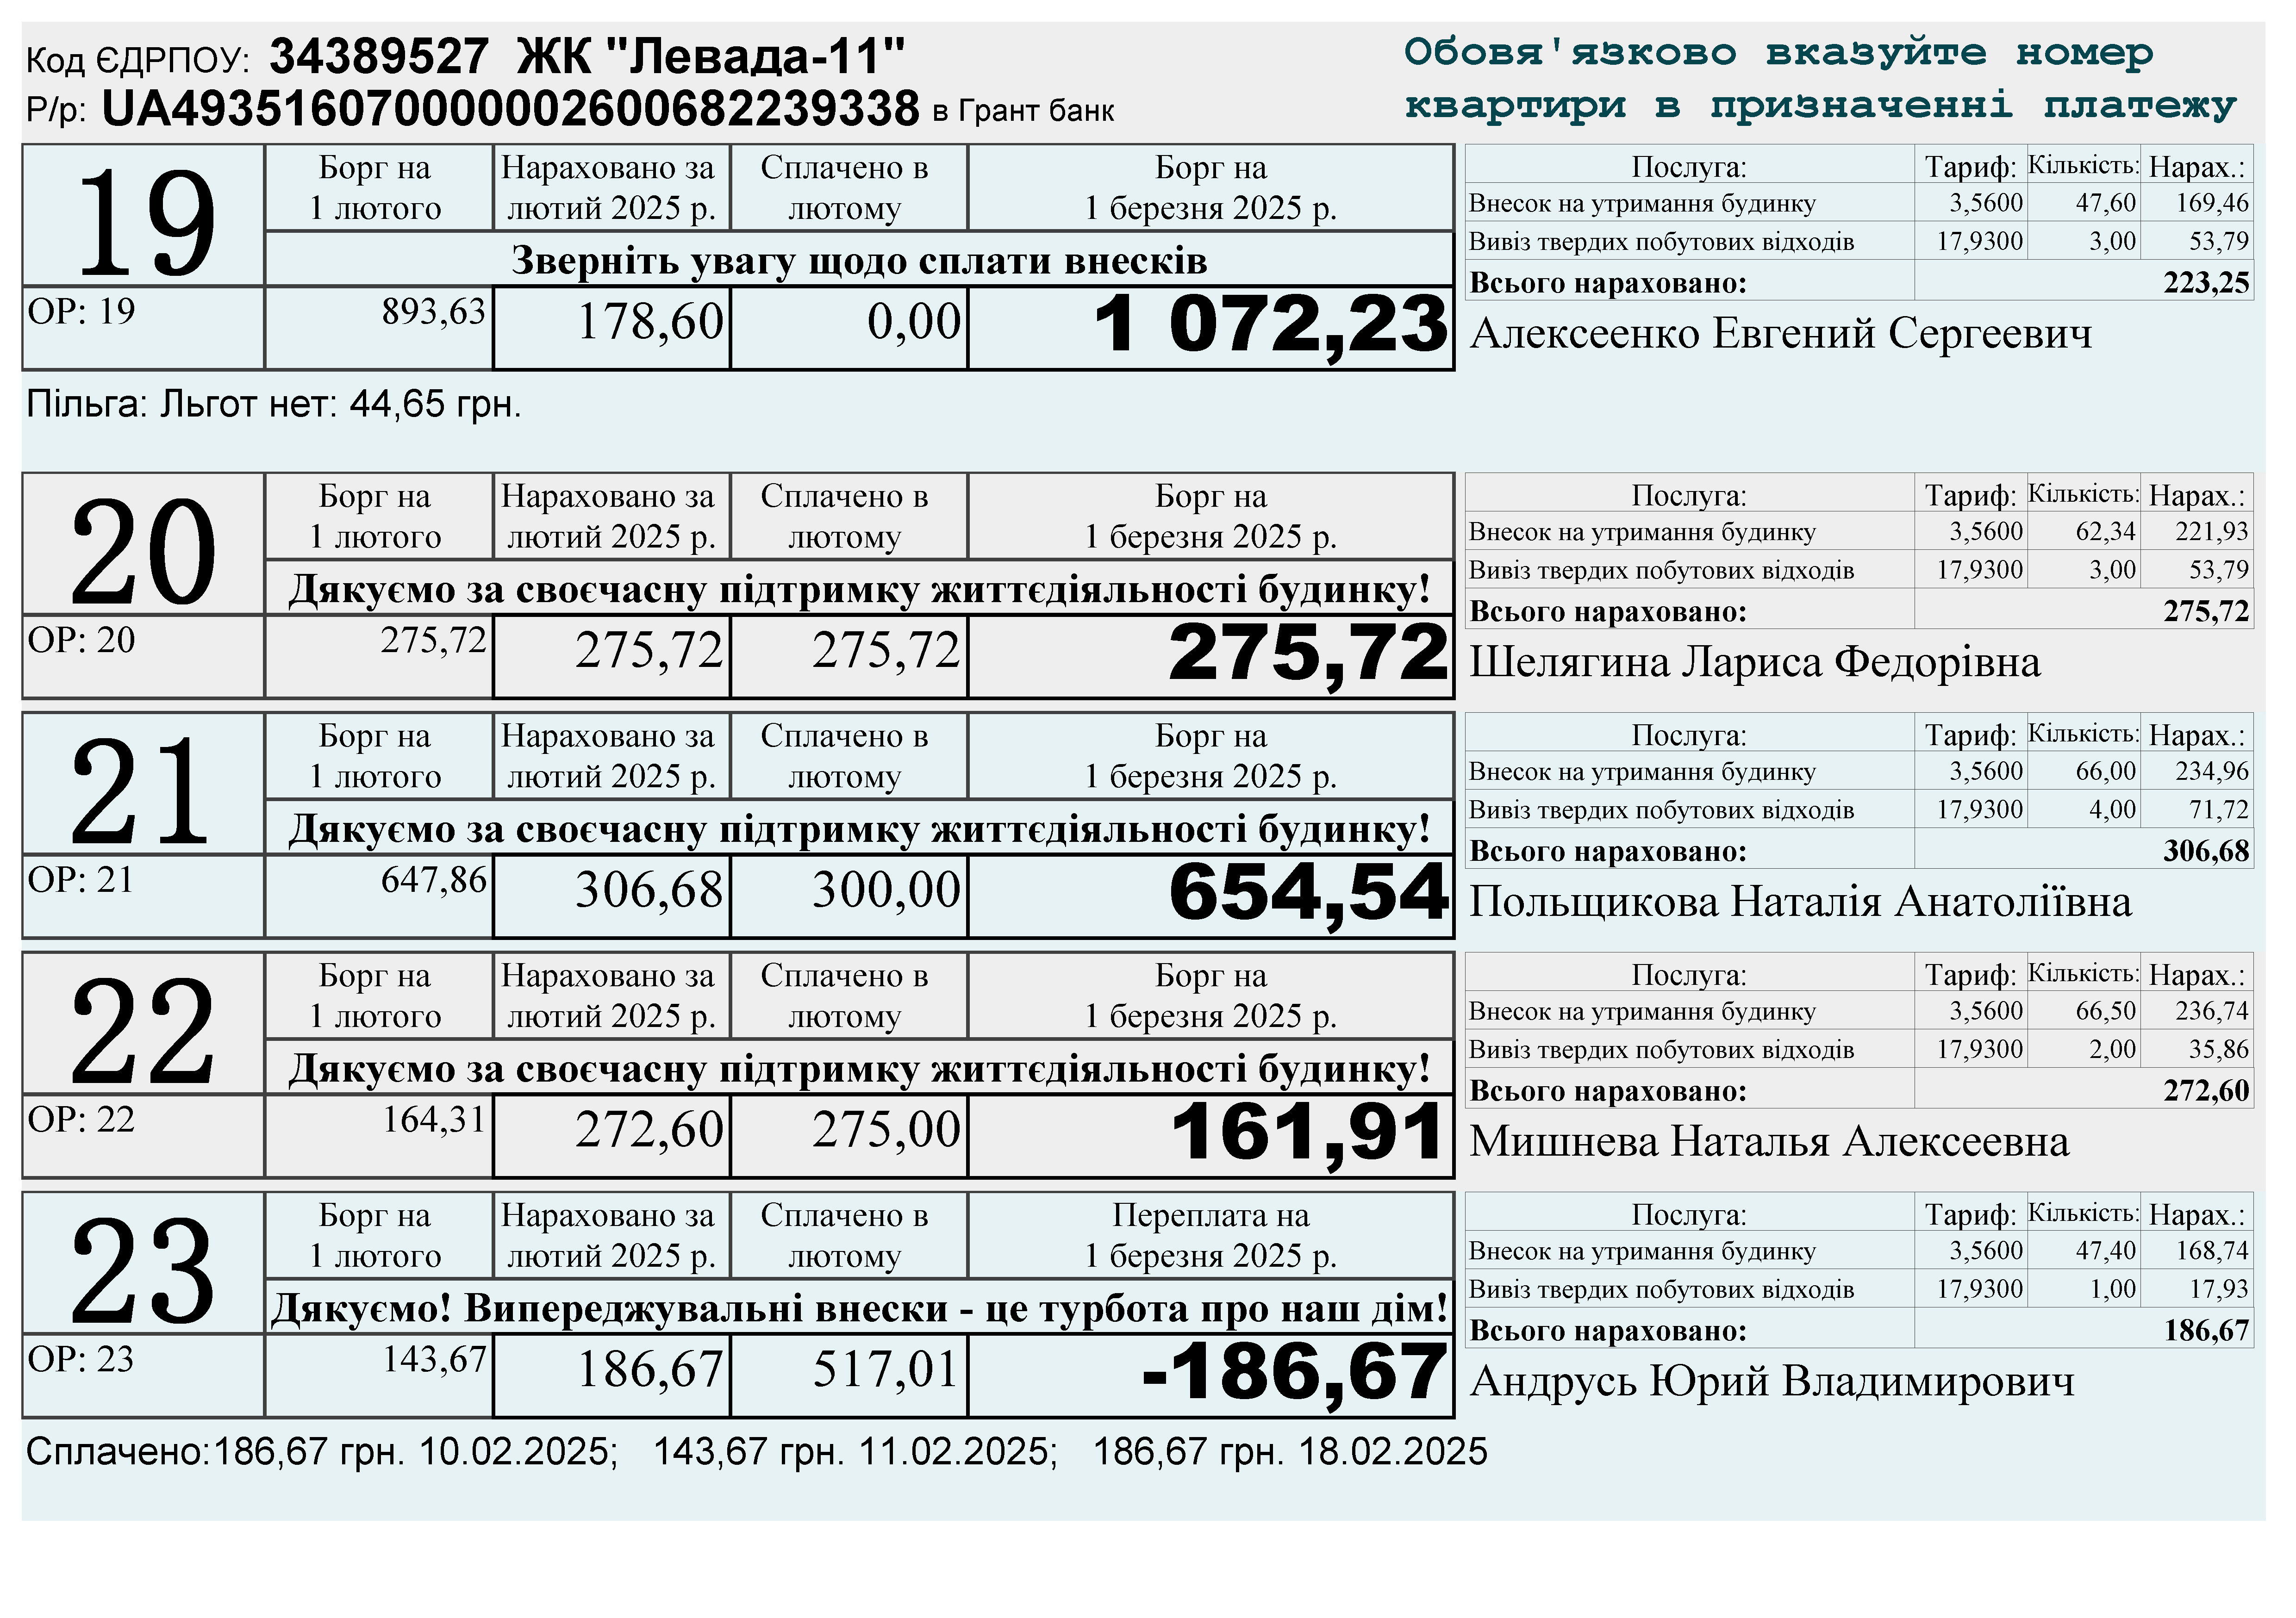 Код ЄДРПОУ: 34389527 ЖК "Левада-11"
Р/р: UA493516070000002600682239338 в Грант банк
Обовя'язково вказуйте номер
квартири в призначенні платежу
19
Борг на
1 лютого
Нараховано за
лютий 2025 р.
Сплачено в
лютому
Борг на
1 березня 2025 р.
Зверніть увагу щодо сплати внесків
ОР: 19 893,63 178,60 0,00 1 072,23
Послуга: Тариф: Кількість: Нарах.:
Внесок на утримання будинку 3,5600 47,60 169,46
Вивіз твердих побутових відходів 17,9300 3,00 53,79
Всього нараховано: 223,25
Алексеенко Евгений Сергеевич
Пільга: Льгот нет: 44,65 грн.
20
Борг на
1 лютого
Нараховано за
лютий 2025 р.
Сплачено в
лютому
Борг на
1 березня 2025 р.
Дякуємо за своєчасну підтримку життєдіяльності будинку!
ОР: 20 275,72 275,72 275,72 275,72
Послуга: Тариф: Кількість: Нарах.:
Внесок на утримання будинку 3,5600 62,34 221,93
Вивіз твердих побутових відходів 17,9300 3,00 53,79
Всього нараховано: 275,72
Шелягина Лариса Федорівна
21
Борг на
1 лютого
Нараховано за
лютий 2025 р.
Сплачено в
лютому
Борг на
1 березня 2025 р.
Дякуємо за своєчасну підтримку життєдіяльності будинку!
ОР: 21 647,86 306,68 300,00 654,54
Послуга: Тариф: Кількість: Нарах.:
Внесок на утримання будинку 3,5600 66,00 234,96
Вивіз твердих побутових відходів 17,9300 4,00 71,72
Всього нараховано: 306,68
Польщикова Наталія Анатоліївна
22
Борг на
1 лютого
Нараховано за
лютий 2025 р.
Сплачено в
лютому
Борг на
1 березня 2025 р.
Дякуємо за своєчасну підтримку життєдіяльності будинку!
ОР: 22 164,31 272,60 275,00 161,91
Послуга: Тариф: Кількість: Нарах.:
Внесок на утримання будинку 3,5600 66,50 236,74
Вивіз твердих побутових відходів 17,9300 2,00 35,86
Всього нараховано: 272,60
Мишнева Наталья Алексеевна
23
Борг на
1 лютого
Нараховано за
лютий 2025 р.
Сплачено в
лютому
Переплата на
1 березня 2025 р.
Дякуємо! Випереджувальні внески - це турбота про наш дім!
ОР: 23 143,67 186,67 517,01 -186,67
Послуга: Тариф: Кількість: Нарах.:
Внесок на утримання будинку 3,5600 47,40 168,74
Вивіз твердих побутових відходів 17,9300 1,00 17,93
Всього нараховано: 186,67
Андрусь Юрий Владимирович
Сплачено:186,67 грн. 10.02.2025; 143,67 грн. 11.02.2025; 186,67 грн. 18.02.2025